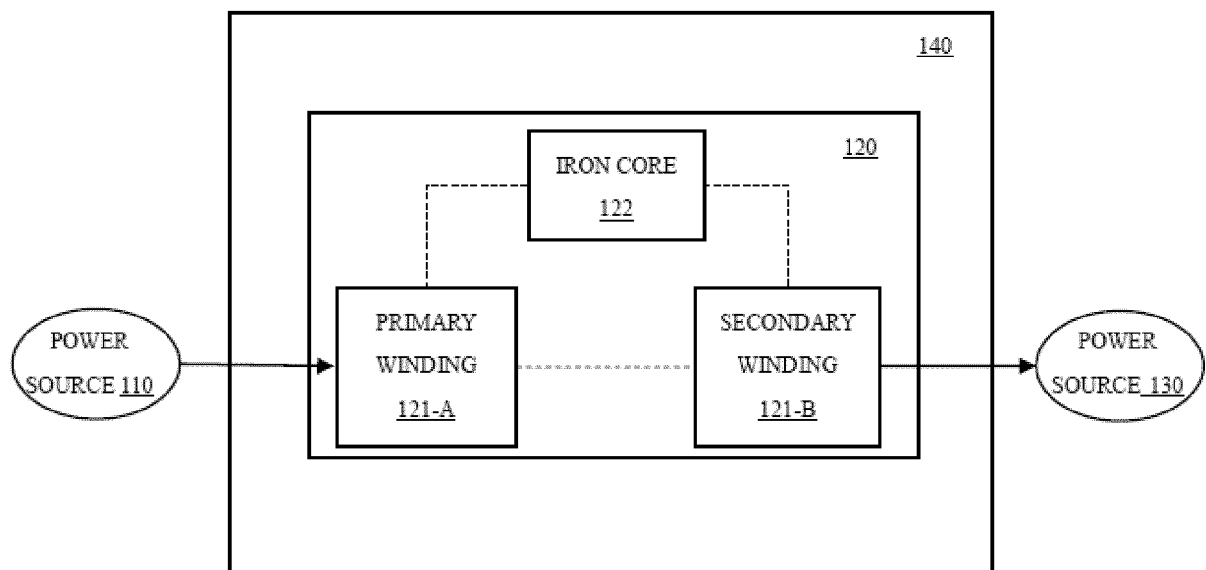 140
120
IRON CORE
122
PRIMARY
WINDING
121-A
SECONDARY
WINDING
121-B
POWER
SOURCE 110
POWER
SOURCE 130